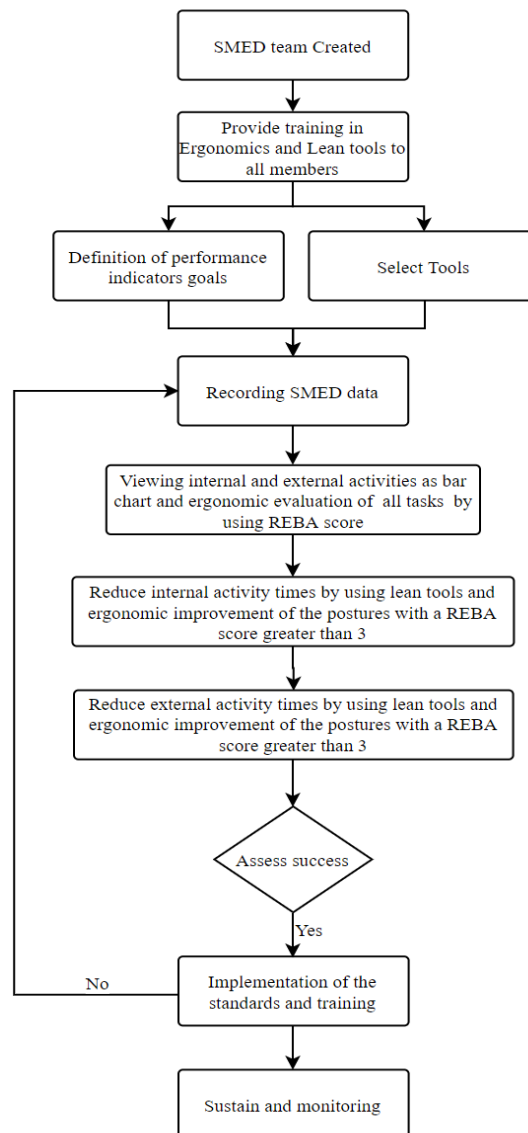 SMED team Created
Provide training in
Ergonomics and Lean tools to
all members
Definition of performance
indicators goals
Select Tools
Recording SMED data
Viewing internal and external activities as bar
chart and ergonomic evaluation of all tasks by
using REBA score
Reduce internal activity times by using lean tools and
ergonomic improvement of the postures with a REBA
score greater than 3
Reduce external activity times by using lean tools and
ergonomic improvement of the postures with a REBA
score greater than 3
Assess success
Yes
No
Implementation of the
standards and training
Sustain and monitoring